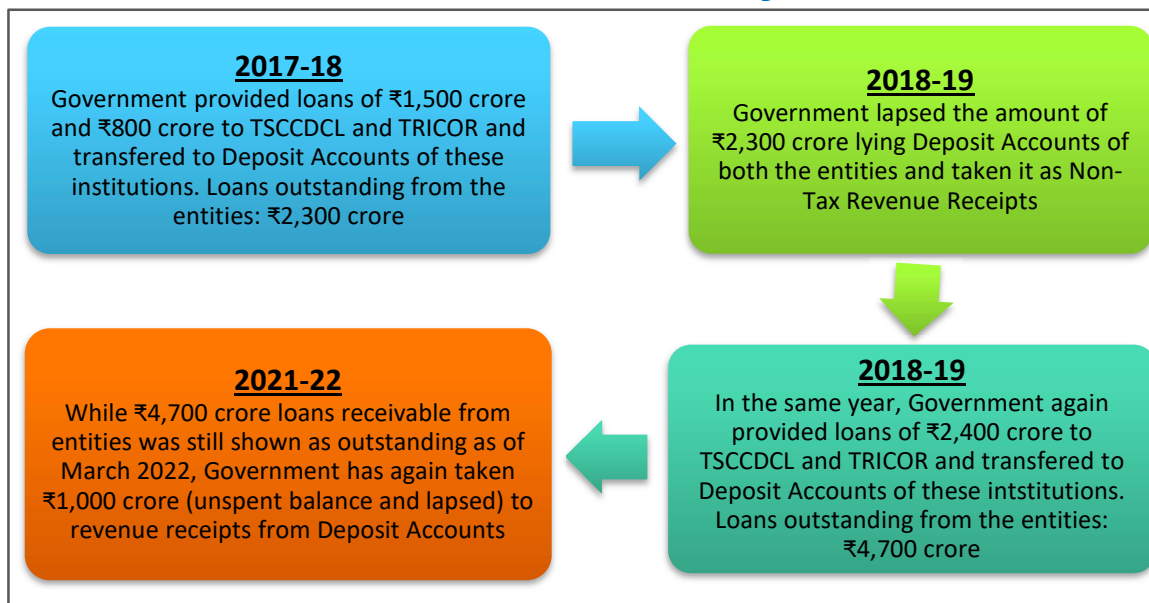 2017-18
Government provided loans of ₹1,500 crore
and ₹800 crore to TSCCDCL and TRICOR and
transfered to Deposit Accounts of these
institutions. Loans outstanding from the
entities: ₹2,300 crore
2018-19
Government lapsed the amount of
₹2,300 crore lying Deposit Accounts of
both the entities and taken it as Non-
Tax Revenue Receipts
2018-19
In the same year, Government again
provided loans of ₹2,400 crore to
TSCCDCL and TRICOR and transfered to
Deposit Accounts of these intstitutions.
Loans outstanding from the entities:
₹4,700 crore
2021-22
While ₹4,700 crore loans receivable from
entities was still shown as outstanding as of
March 2022, Government has again taken
₹1,000 crore (unspent balance and lapsed) to
revenue receipts from Deposit Accounts